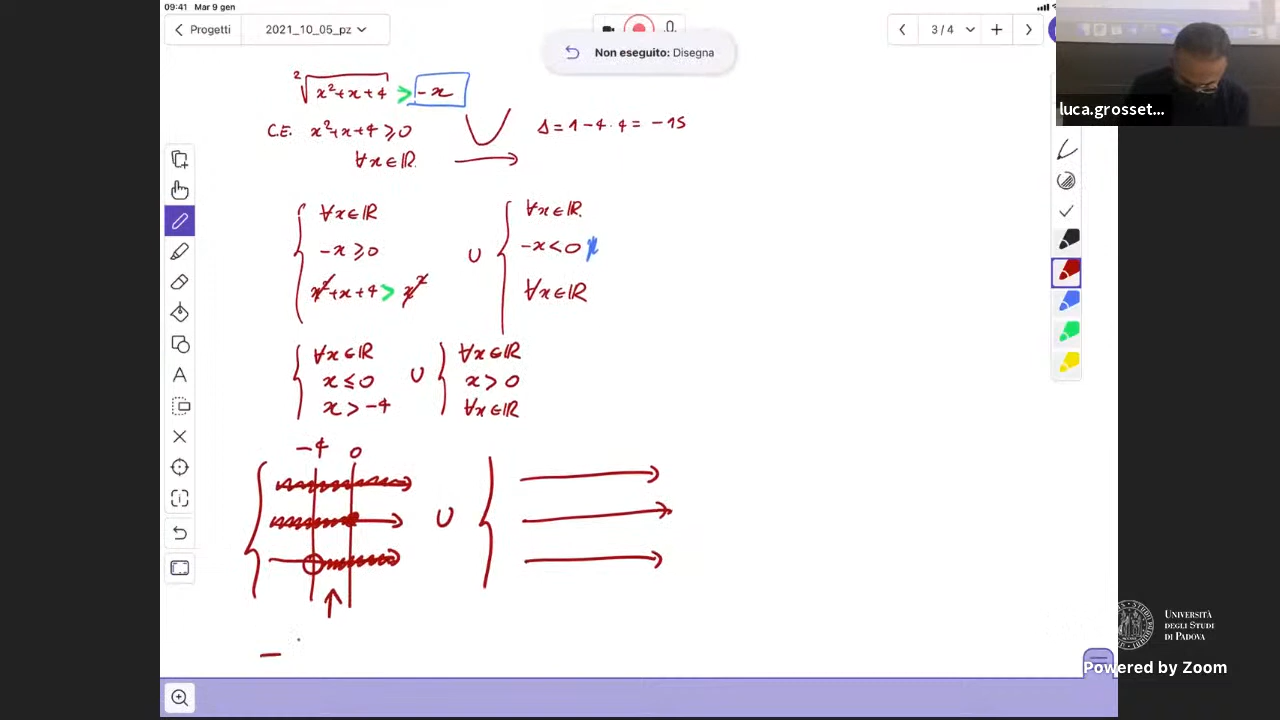 09:41 Mar 9 gen
Progetti
2021_10_05_pz
3/4
Non eseguito: Disegna
luca.grosset...
²√x²+x+4 > -x
C.E. x²+x+4 ≥ 0
Δ = 1-4·4 = -15
∀x∈ℝ.
∀x∈ℝ
-x ≥ 0
x²+x+4 > x²
∪
∀x∈ℝ.
-x < 0
∀x∈ℝ
∀x∈ℝ
x ≤ 0
x > -4
∪
∀x∈ℝ
x > 0
∀x∈ℝ
-4 0
∪
–
A
UNIVERSITÀ
DEGLI STUDI
DI PADOVA
Powered by Zoom